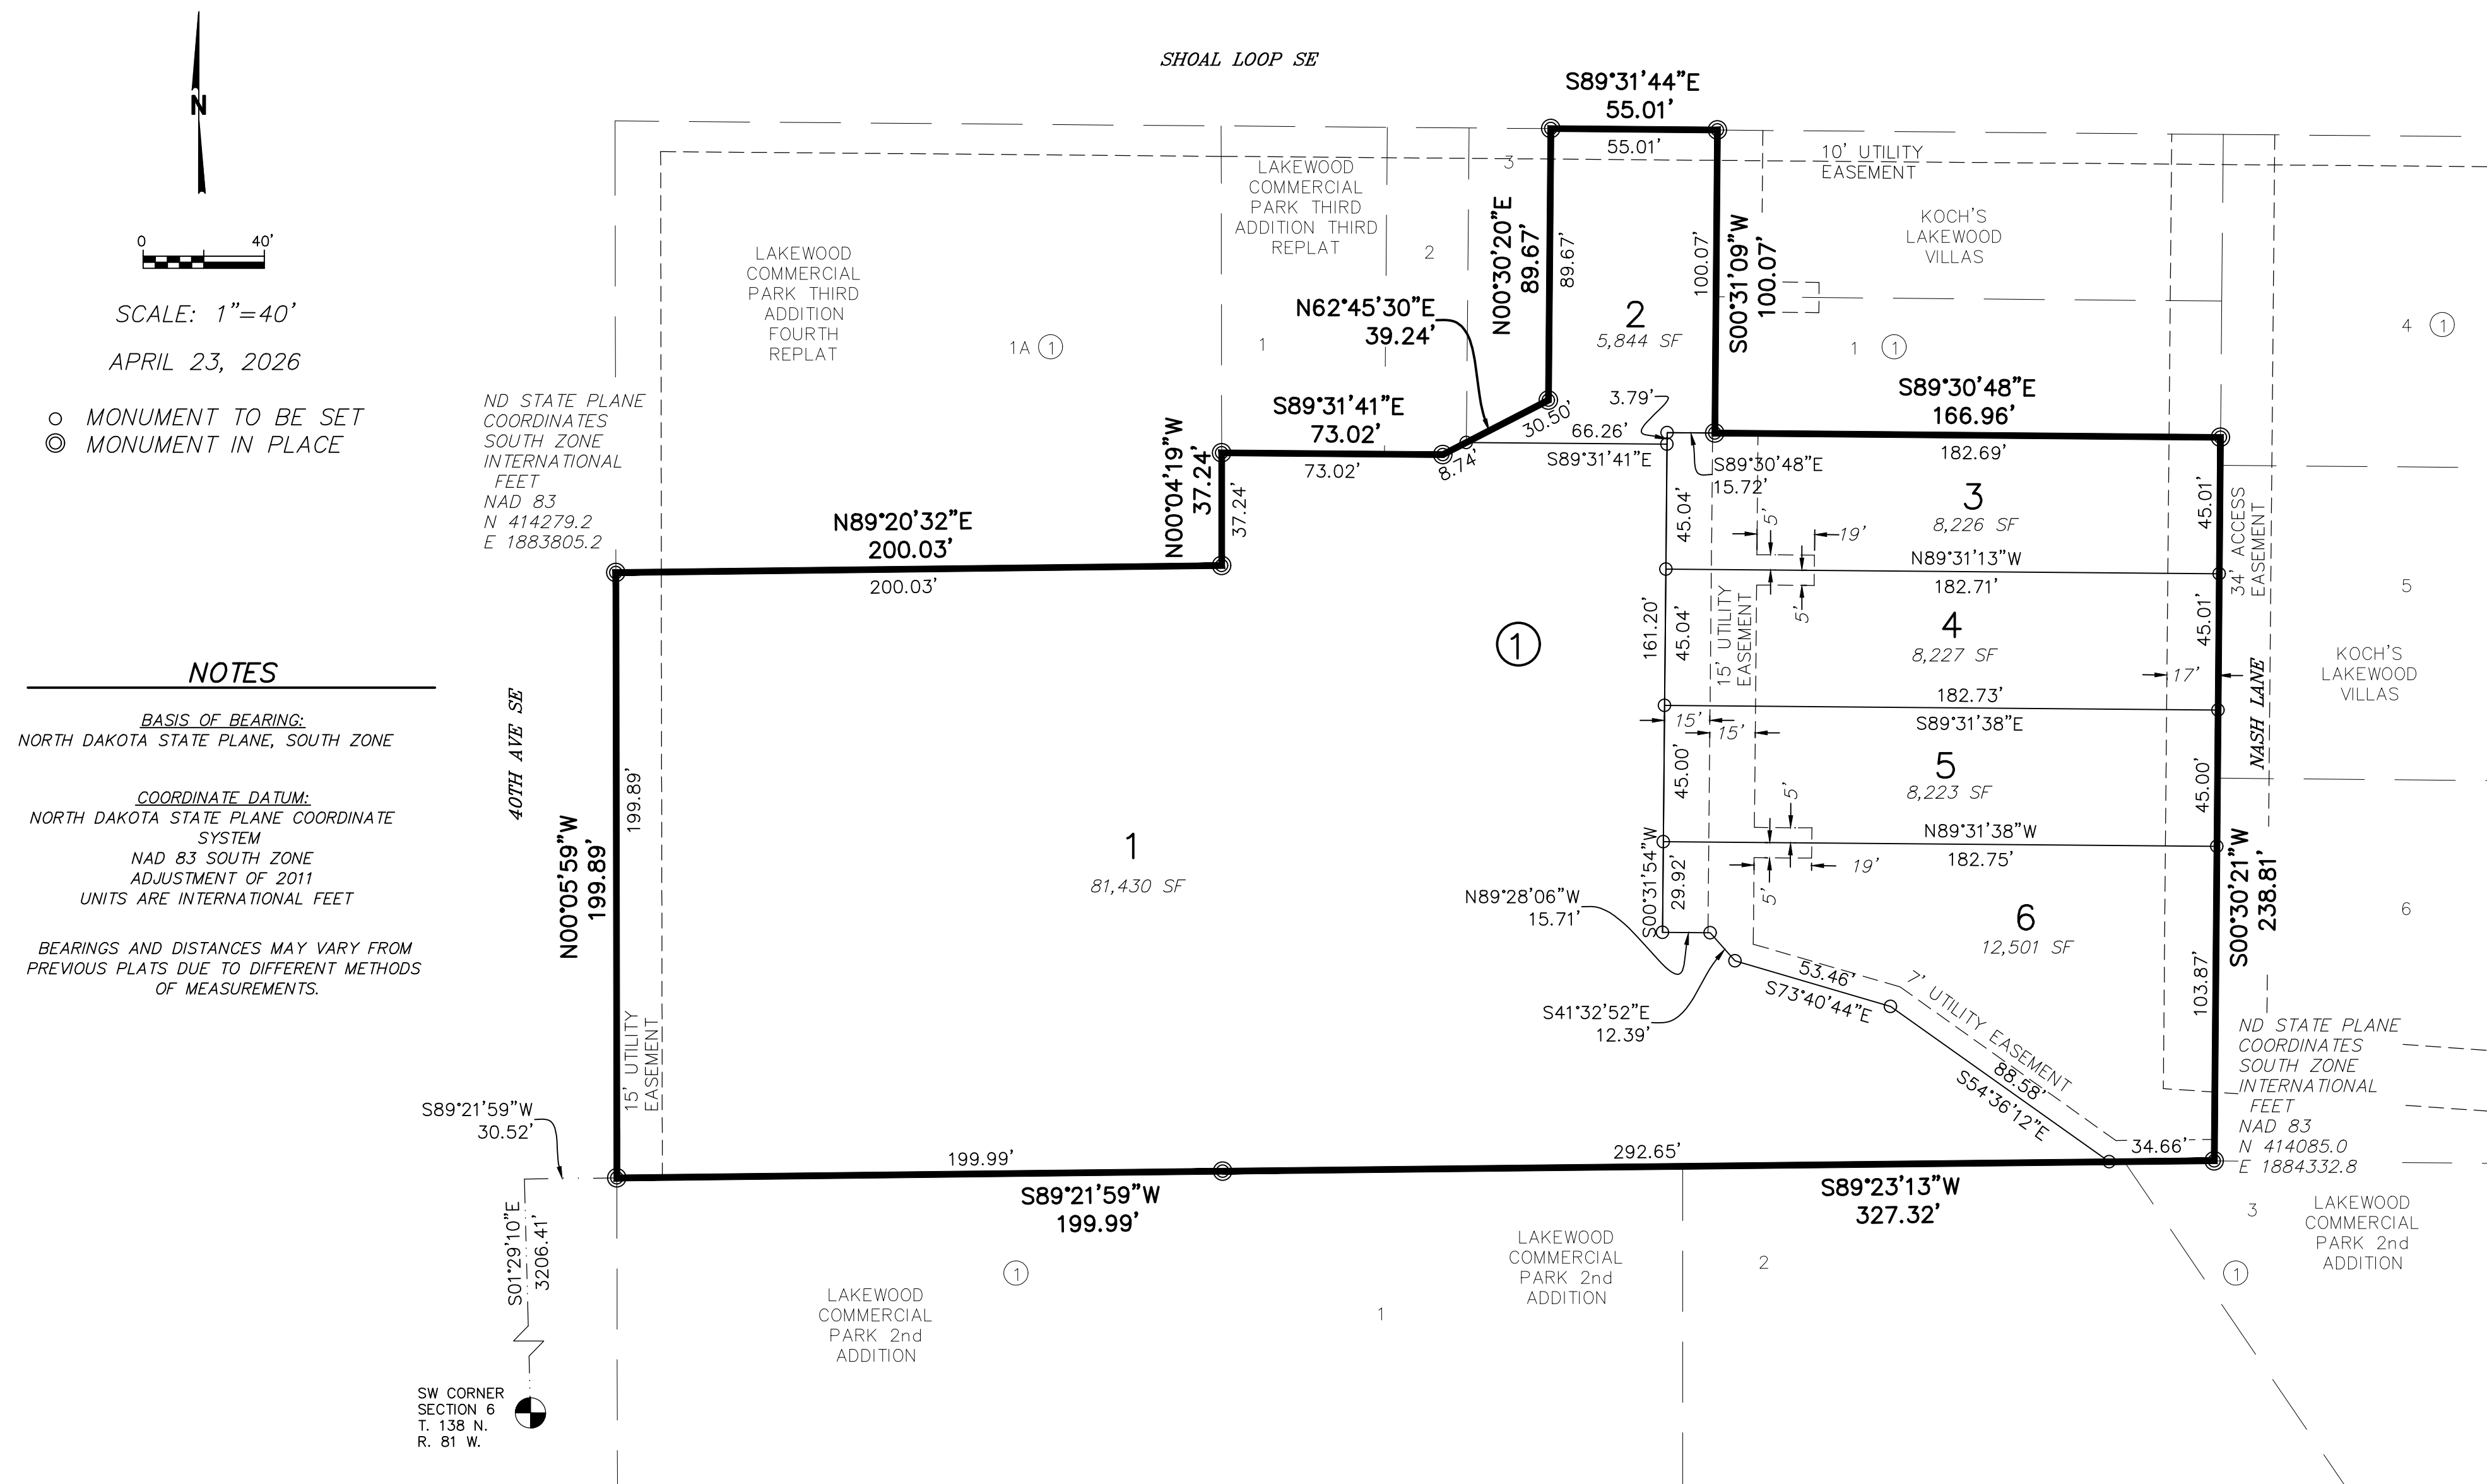 N
0 40'
SCALE: 1"=40'
APRIL 23, 2026
MONUMENT TO BE SET
MONUMENT IN PLACE
NOTES
BASIS OF BEARING:
NORTH DAKOTA STATE PLANE, SOUTH ZONE
COORDINATE DATUM:
NORTH DAKOTA STATE PLANE COORDINATE
SYSTEM
NAD 83 SOUTH ZONE
ADJUSTMENT OF 2011
UNITS ARE INTERNATIONAL FEET
BEARINGS AND DISTANCES MAY VARY FROM
PREVIOUS PLATS DUE TO DIFFERENT METHODS
OF MEASUREMENTS.
SHOAL LOOP SE
S89°31'44"E
55.01'
55.01'
3
10' UTILITY
EASEMENT
LAKEWOOD
COMMERCIAL
PARK THIRD
ADDITION THIRD
REPLAT
2
LAKEWOOD
COMMERCIAL
PARK THIRD
ADDITION
FOURTH
REPLAT
1A 1
1
KOCH'S
LAKEWOOD
VILLAS
1 1
4 1
N00°30'20"E
89.67'
89.67'
100.07'
S00°31'09"W
100.07'
N62°45'30"E
39.24'
2
5,844 SF
ND STATE PLANE
COORDINATES
SOUTH ZONE
INTERNATIONAL
FEET
NAD 83
N 414279.2
E 1883805.2
S89°31'41"E
73.02'
73.02'
N00°04'19"W
37.24'
37.24'
30.50'
8.74'
3.79'
66.26'
S89°31'41"E
S89°30'48"E
15.72'
S89°30'48"E
166.96'
182.69'
N89°20'32"E
200.03'
200.03'
3
8,226 SF
45.04'
45.01'
5'
19'
5'
N89°31'13"W
182.71'
34' ACCESS
EASEMENT
5
1
161.20'
45.04'
15' UTILITY
EASEMENT
4
8,227 SF
45.01'
17'
NASH LANE
KOCH'S
LAKEWOOD
VILLAS
182.73'
S89°31'38"E
15'
15'
40TH AVE SE
N00°05'59"W
199.89'
199.89'
1
81,430 SF
45.00'
5
8,223 SF
45.00'
5'
19'
5'
N89°31'38"W
182.75'
S00°31'54"W
29.92'
N89°28'06"W
15.71'
6
12,501 SF
6
S00°30'21"W
238.81'
103.87'
S41°32'52"E
12.39'
53.46'
S73°40'44"E
7' UTILITY EASEMENT
88.58'
S54°36'12"E
15' UTILITY
EASEMENT
ND STATE PLANE
COORDINATES
SOUTH ZONE
INTERNATIONAL
FEET
NAD 83
N 414085.0
E 1884332.8
S89°21'59"W
30.52'
199.99'
S89°21'59"W
199.99'
292.65'
34.66'
S89°23'13"W
327.32'
S01°29'10"E
3206.41'
1
LAKEWOOD
COMMERCIAL
PARK 2nd
ADDITION
1
LAKEWOOD
COMMERCIAL
PARK 2nd
ADDITION
2
3
LAKEWOOD
COMMERCIAL
PARK 2nd
ADDITION
1
SW CORNER
SECTION 6
T. 138 N.
R. 81 W.